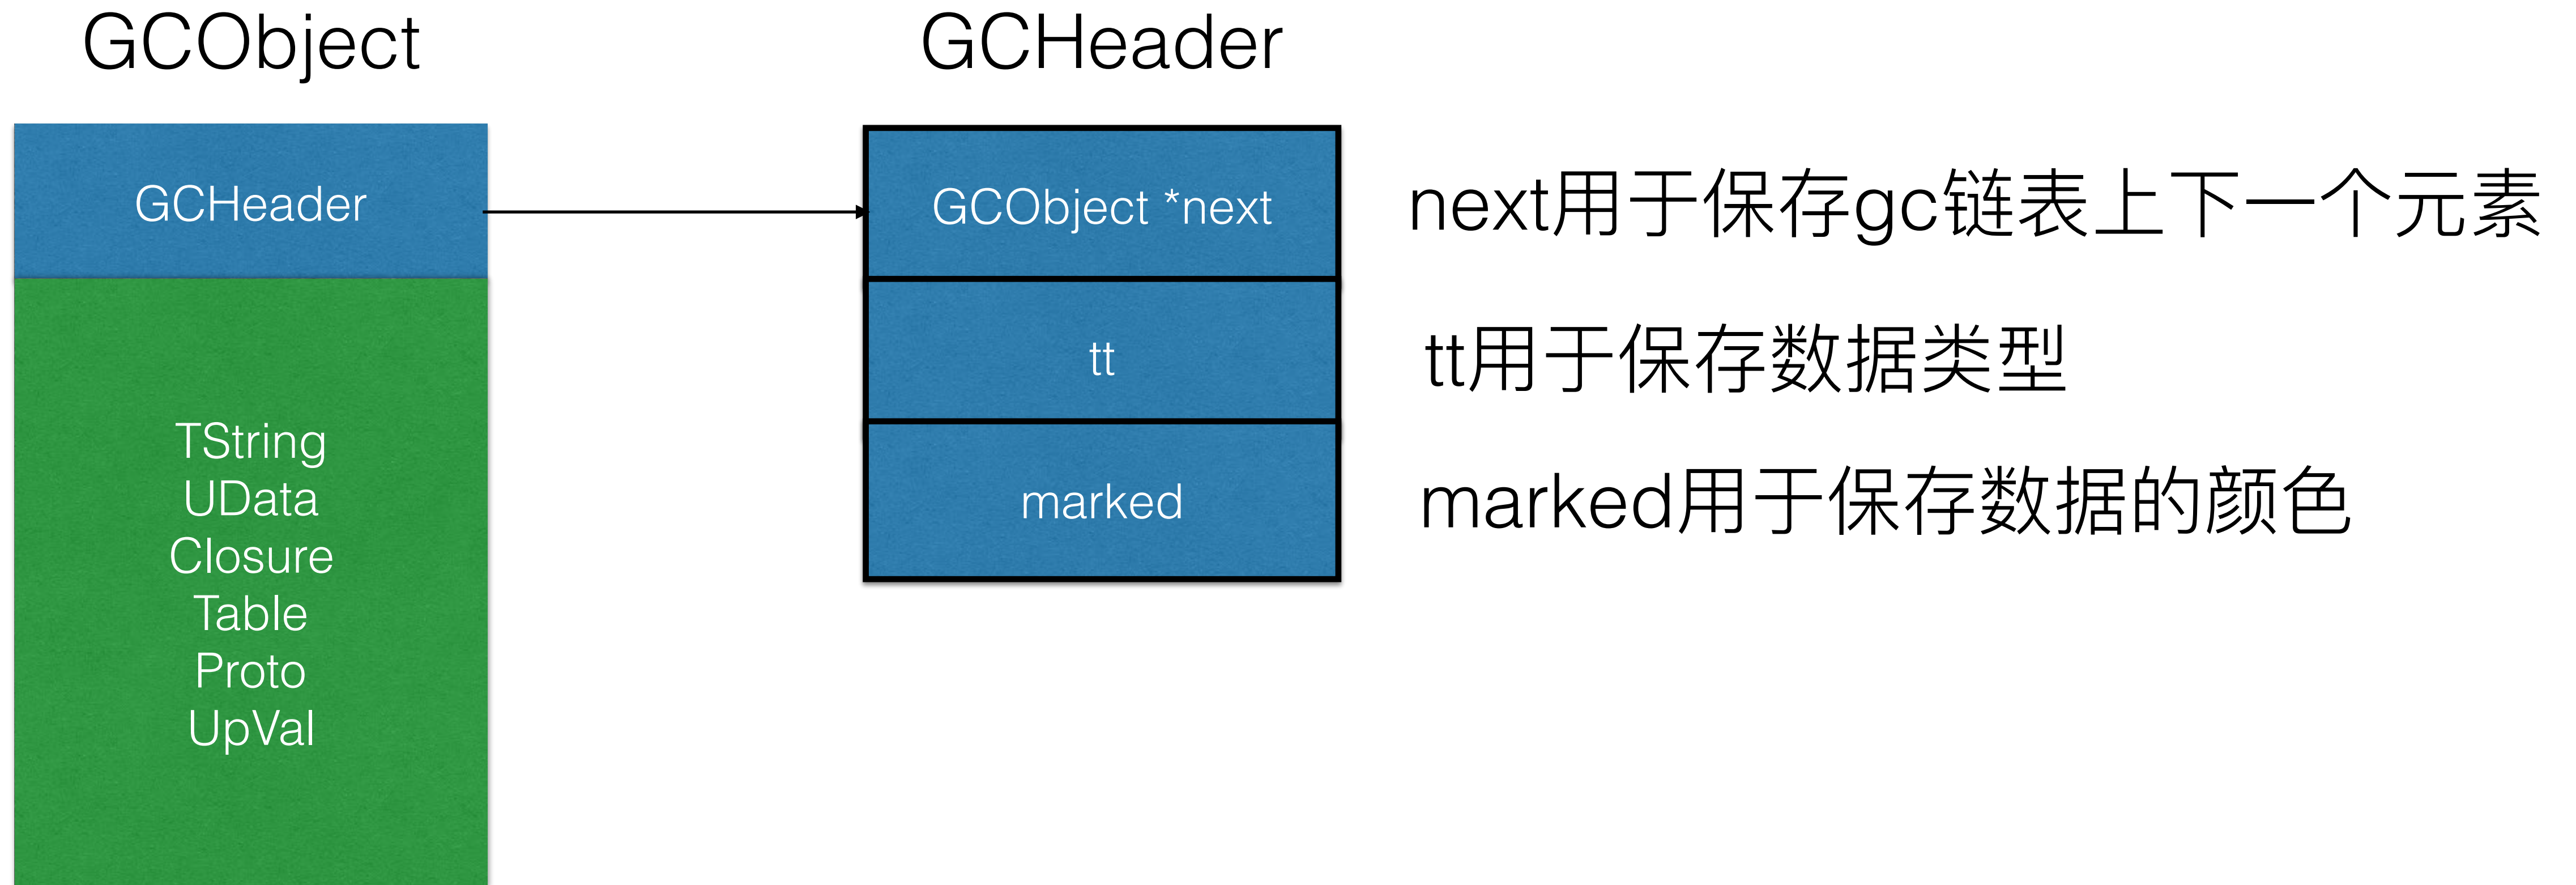 GCObject
GCHeader
TString
UData
Closure
Table
Proto
UpVal
GCHeader
GCObject *next
next用于保存gc链表上下一个元素
tt
tt用于保存数据类型
marked
marked用于保存数据的颜色